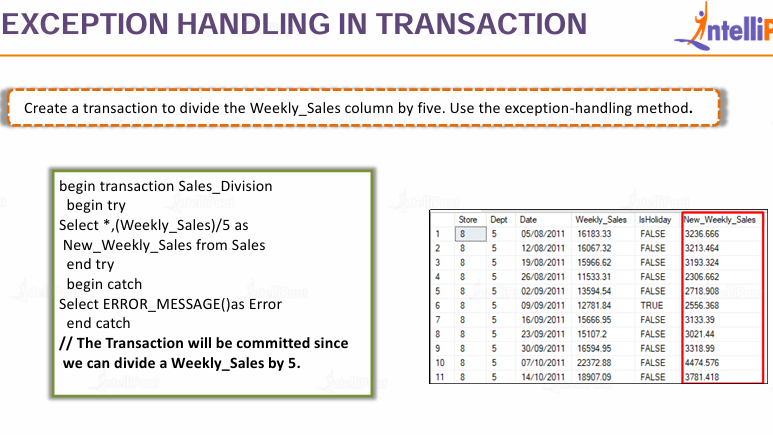 EXCEPTION HANDLING IN TRANSACTION
ntelliP
Create a transaction to divide the Weekly_Sales column by five. Use the exception-handling method.
begin transaction Sales_Division
begin try
Select *,(Weekly_Sales)/5 as
New_Weekly_Sales from Sales
end try
begin catch
Select ERROR_MESSAGE()as Error
end catch
// The Transaction will be committed since
we can divide a Weekly_Sales by 5.
Store Dept Date Weekly_Sales IsHoliday New_Weekly_Sales
1 8 5 05/08/2011 16183.33 FALSE 3236.666
2 8 5 12/08/2011 16067.32 FALSE 3213.464
3 8 5 19/08/2011 15966.62 FALSE 3193.324
4 8 5 26/08/2011 11533.31 FALSE 2306.662
5 8 5 02/09/2011 13594.54 FALSE 2718.908
6 8 5 09/09/2011 12781.84 TRUE 2556.368
7 8 5 16/09/2011 15666.95 FALSE 3133.39
8 8 5 23/09/2011 15107.2 FALSE 3021.44
9 8 5 30/09/2011 16594.95 FALSE 3318.99
10 8 5 07/10/2011 22372.88 FALSE 4474.576
11 8 5 14/10/2011 18907.09 FALSE 3781.418